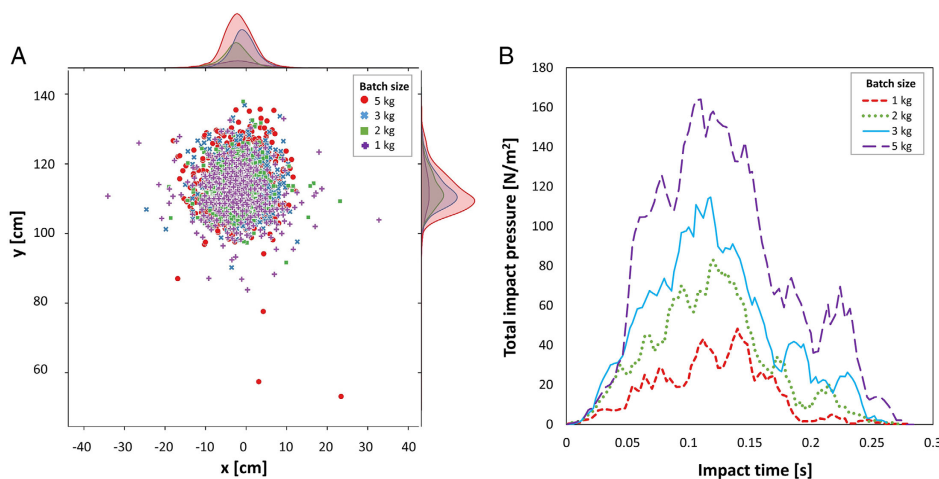 A
Batch size
5 kg
3 kg
2 kg
1 kg
y [cm]
140
120
100
80
60
-40
-30
-20
-10
0
10
20
30
40
x [cm]
B
Batch size
1 kg
2 kg
3 kg
5 kg
Total impact pressure [N/m²]
180
160
140
120
100
80
60
40
20
0
0
0.05
0.1
0.15
0.2
0.25
0.3
Impact time [s]